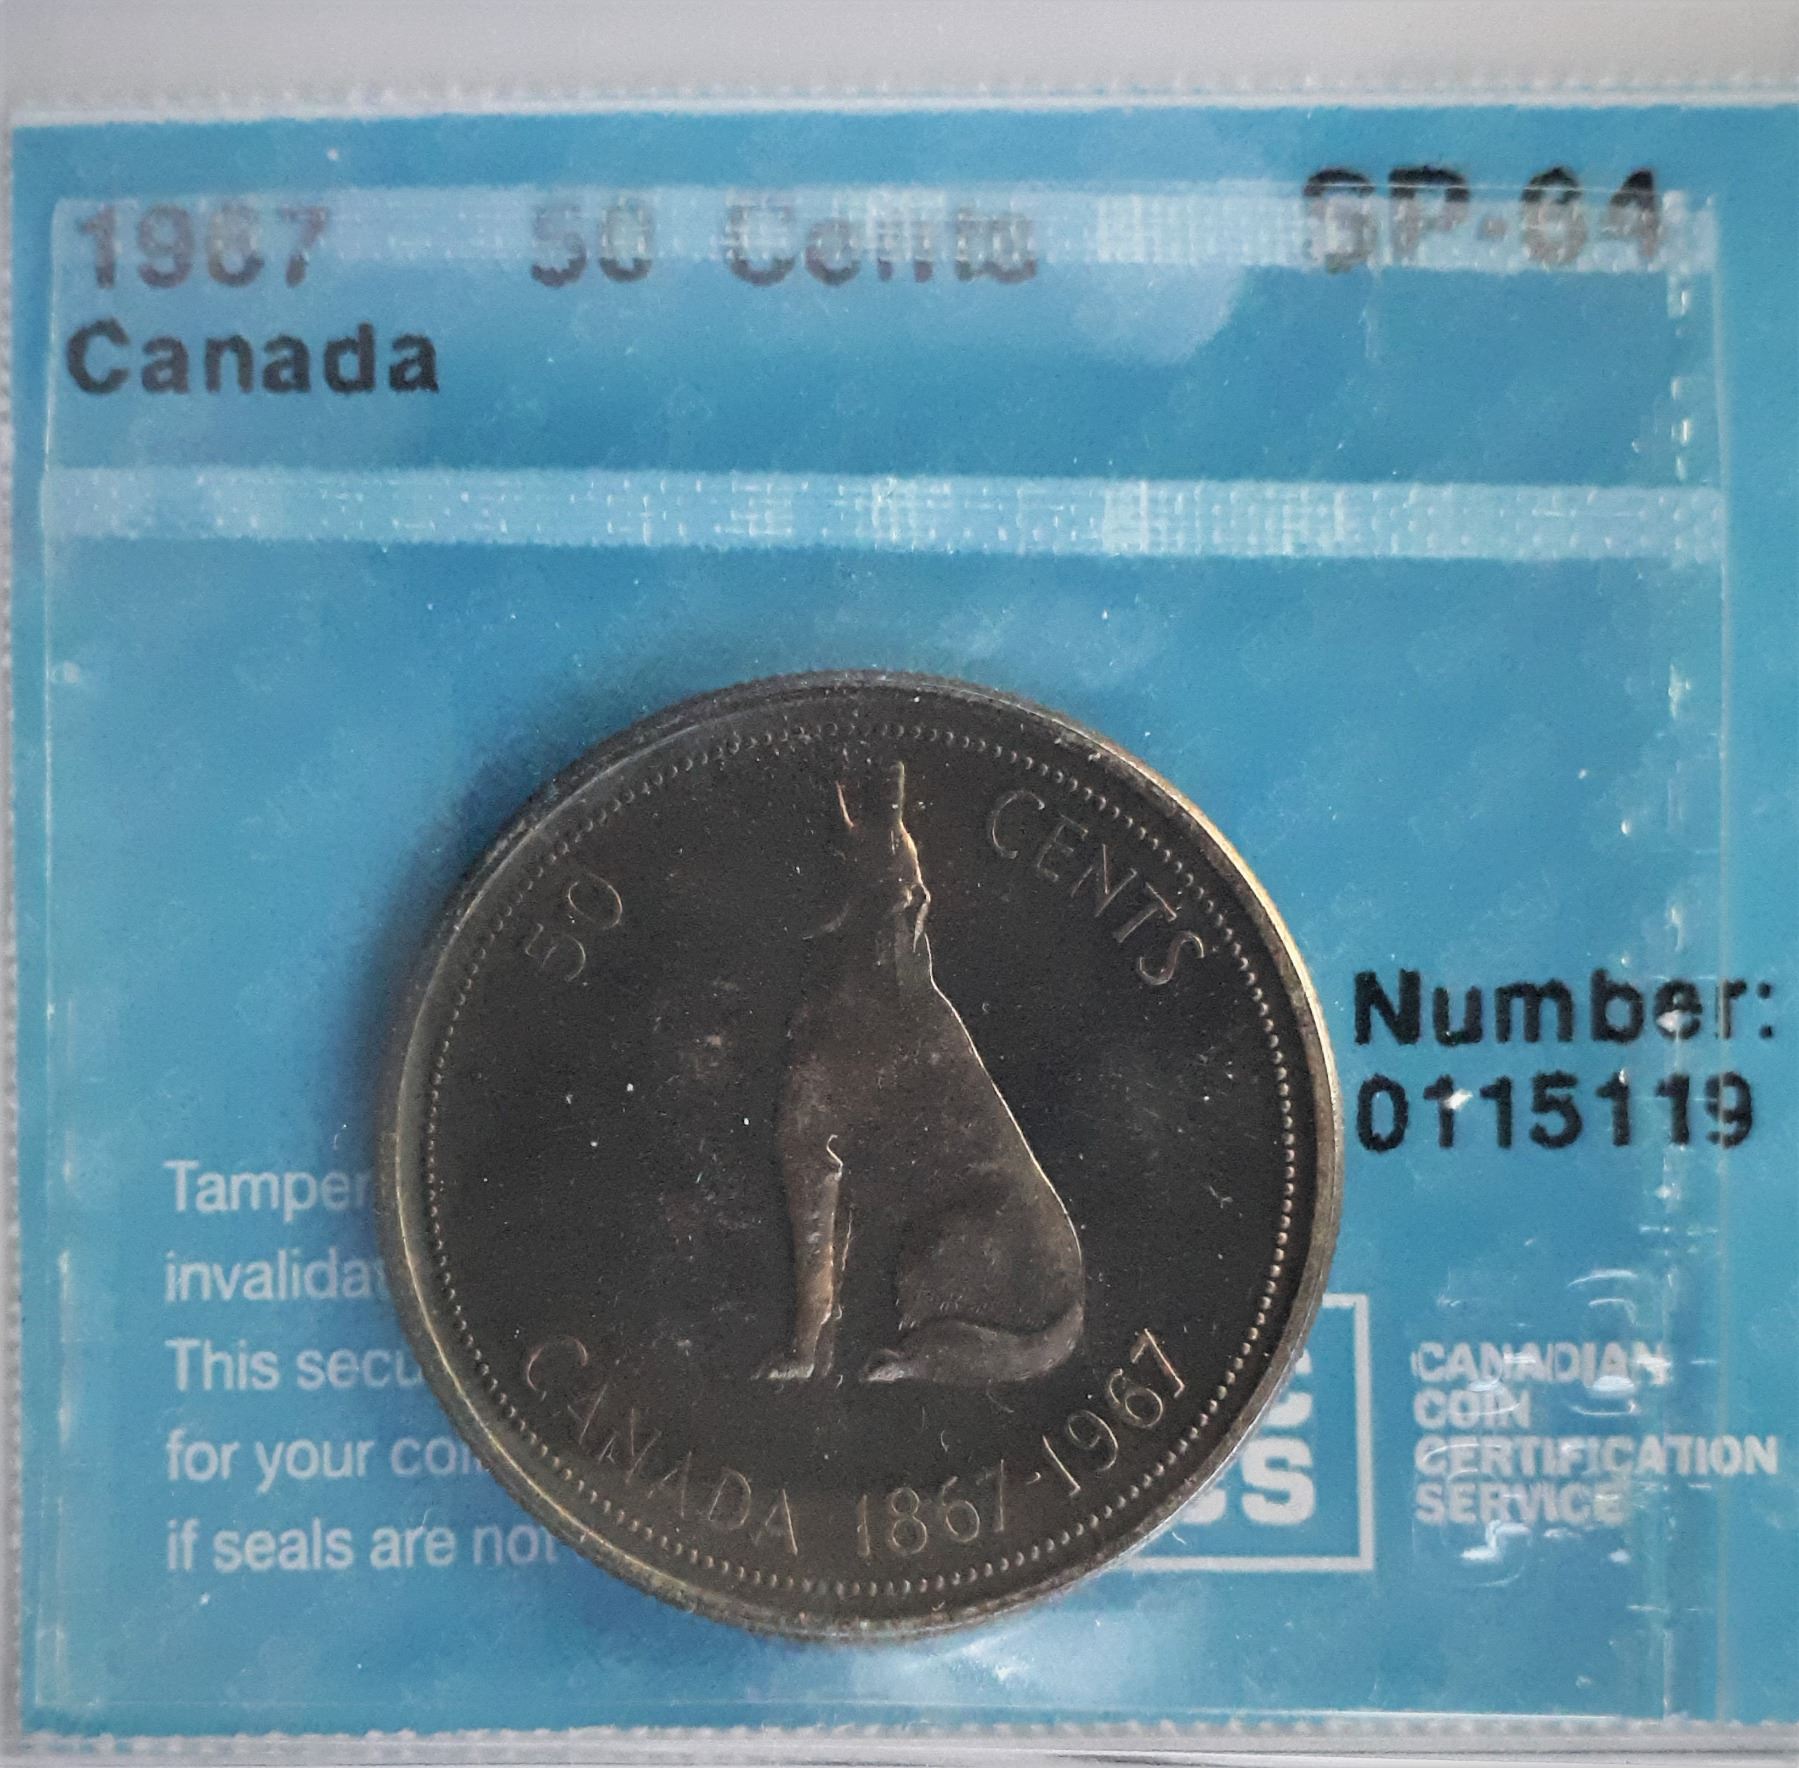 1967 50 Cents SP-64
Canada
50 CENTS
CANADA 1867-1967
Number:
0115119
Tamper
invalidat
This secu
for your coi
if seals are not
CANADIAN
COIN
CERTIFICATION
SERVICE